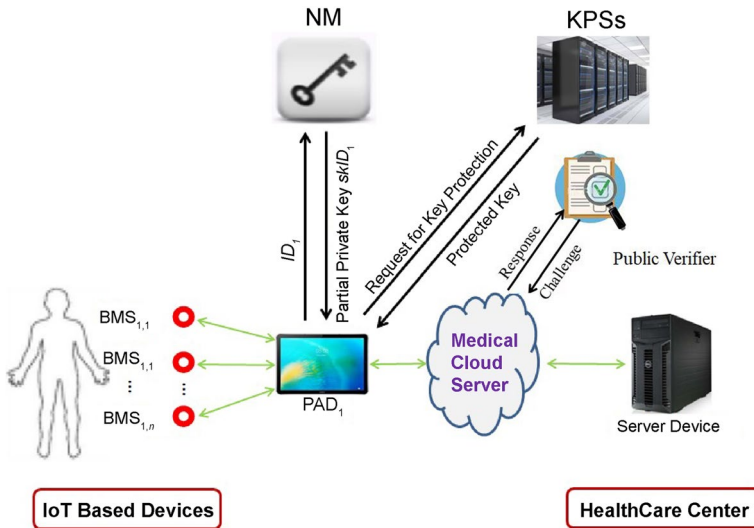 NM
KPSs
ID₁
Partial Private Key skID₁
Request for Key Protection
Protected Key
Response
Challenge
Public Verifier
BMS₁,₁
BMS₁,₁
...
...
BMS₁,ₙ
PAD₁
Medical
Cloud
Server
Server Device
IoT Based Devices
HealthCare Center